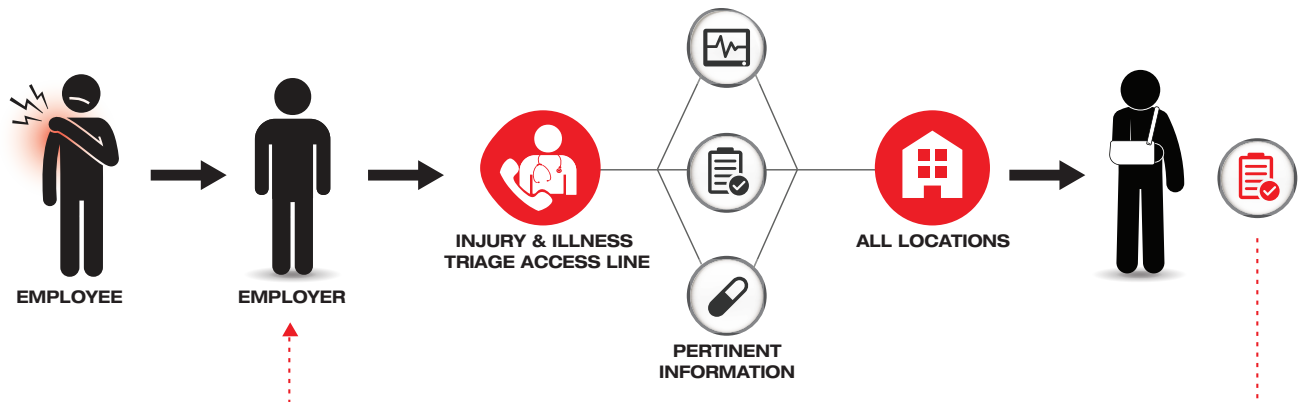 EMPLOYEE
EMPLOYER
INJURY & ILLNESS
TRIAGE ACCESS LINE
PERTINENT
INFORMATION
ALL LOCATIONS